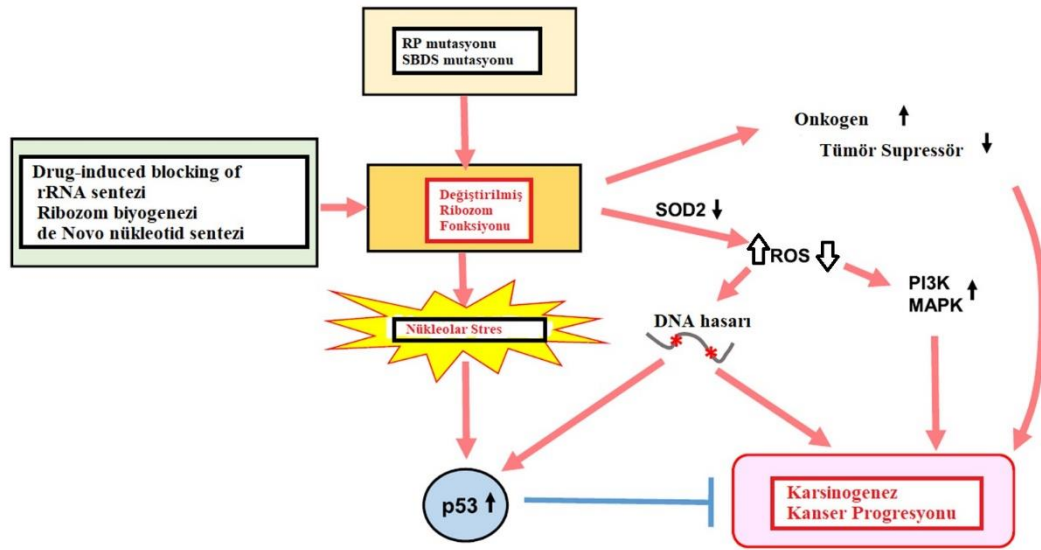 RP mutasyonu
SBDS mutasyonu
Drug-induced blocking of
rRNA sentezi
Ribozom biyogenezi
de Novo nükleotid sentezi
Değiştirilmiş
Ribozom
Fonksiyonu
Onkogen
Tümör Supressör
SOD2
ROS
PI3K
MAPK
Nükleolar Stres
DNA hasarı
p53
Karsinogenez
Kanser Progresyonu